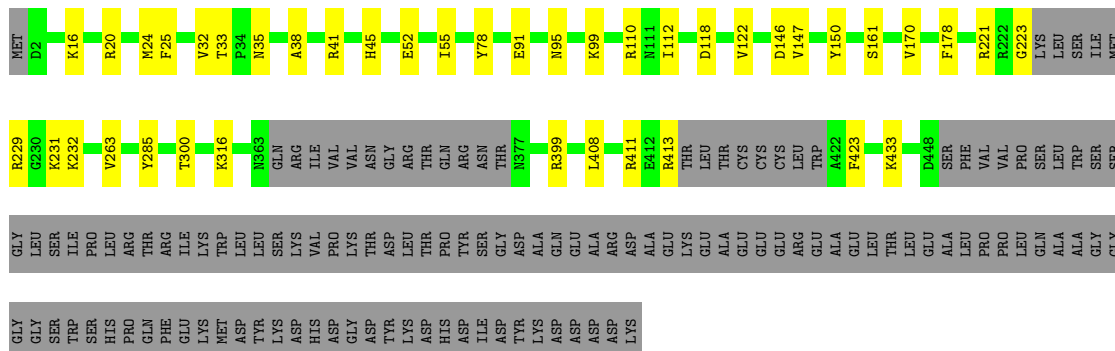 MET D2 K16 R20 M24 F25 V32 T33 P34 N35 A38 R41 H45 E52 I55 Y78 E91 N95 K99 R110 N111 I112 D118 V122 D146 V147 Y150 S161 V170 F178 R221 R222 G223 LYS LEU SER ILE MET
R229 G230 K231 K232 V263 Y285 T300 K316 N363 GLN ARG ILE VAL VAL ASN GLY ARG THR GLN ARG ASN THR N377 R399 L408 R411 E412 R413 THR LEU THR CYS CYS CYS LEU TRP A422 F423 K433 D448 SER PHE VAL VAL PRO SER LEU TRP SER SER
GLY LEU SER ILE PRO LEU ARG THR ARG ILE LYS TRP LEU LEU SER LYS VAL PRO LYS THR ASP LEU THR PRO TYR SER GLY ASP ALA GLN GLU ALA ARG ASP ALA GLU LYS GLU ALA GLU GLU GLU ARG GLU ALA GLU LEU THR LEU GLU ALA LEU PRO PRO LEU GLN ALA ALA GLY GLY
GLY GLY SER TRP SER HIS PRO GLN PHE GLU LYS MET ASP TYR LYS ASP HIS ASP GLY ASP TYR LYS ASP HIS ASP ILE ASP TYR LYS ASP ASP ASP ASP LYS